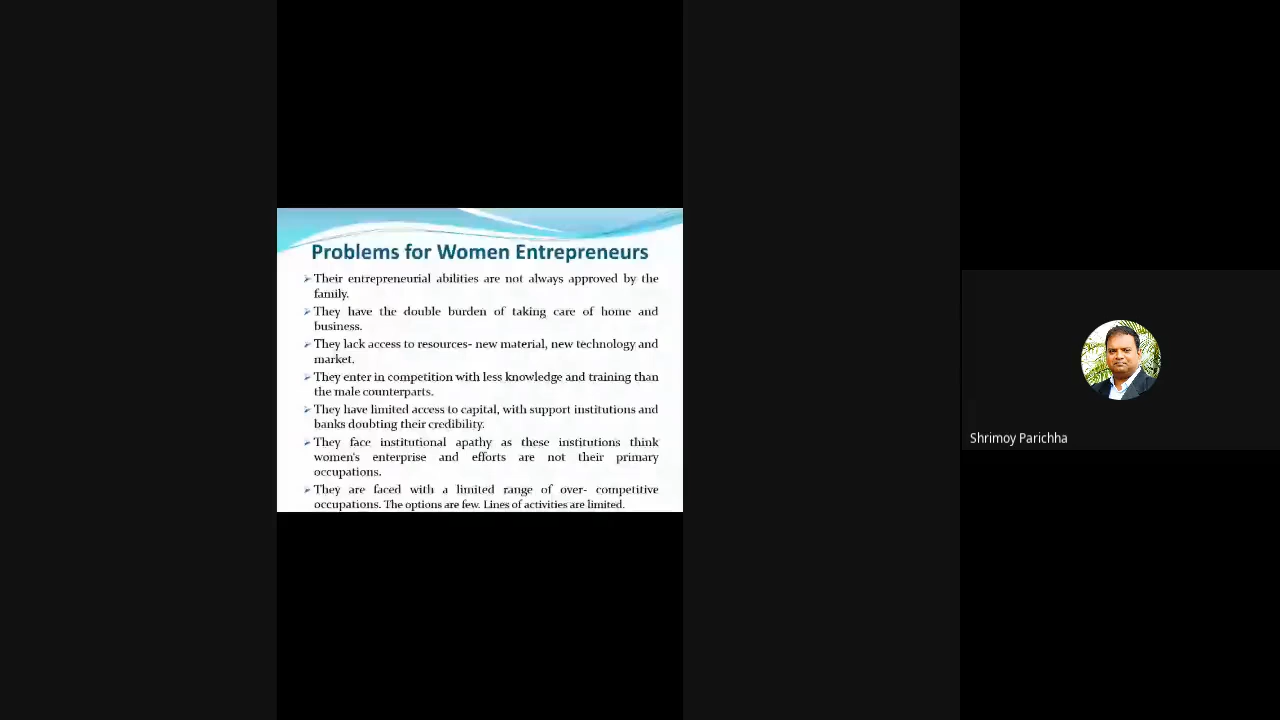 Problems for Women Entrepreneurs
➢Their entrepreneurial abilities are not always approved by the
family.
➢They have the double burden of taking care of home and
business.
➢They lack access to resources- new material, new technology and
market.
➢They enter in competition with less knowledge and training than
the male counterparts.
➢They have limited access to capital, with support institutions and
banks doubting their credibility.
➢They face institutional apathy as these institutions think
women's enterprise and efforts are not their primary
occupations.
➢They are faced with a limited range of over- competitive
occupations. The options are few. Lines of activities are limited.
Shrimoy Parichha